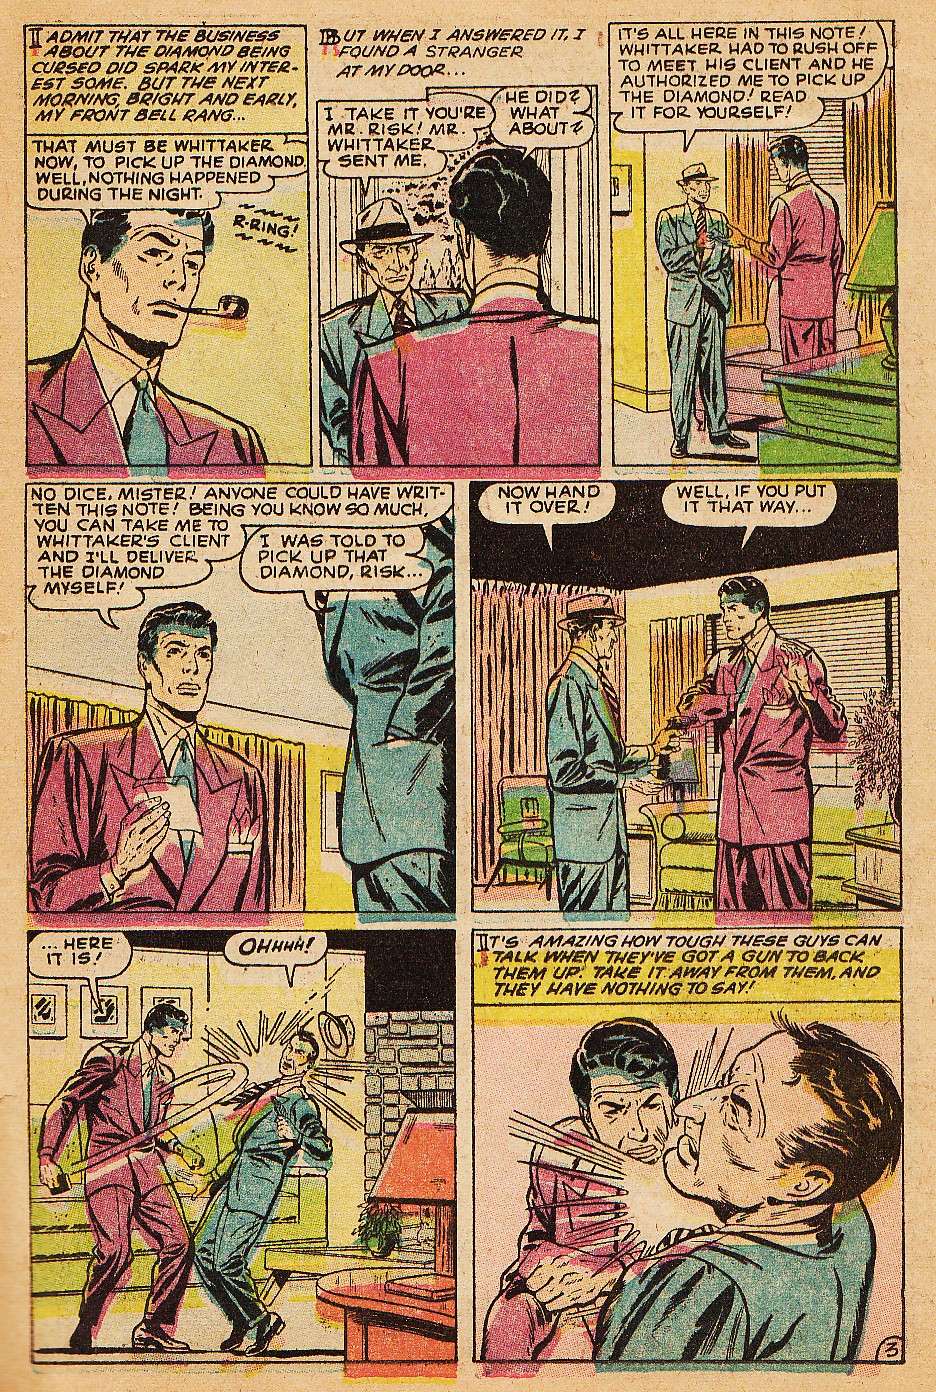 I ADMIT THAT THE BUSINESS
ABOUT THE DIAMOND BEING
CURSED DID SPARK MY INTER-
EST SOME. BUT THE NEXT
MORNING, BRIGHT AND EARLY,
MY FRONT BELL RANG...
THAT MUST BE WHITTAKER
NOW, TO PICK UP THE DIAMOND.
WELL, NOTHING HAPPENED
DURING THE NIGHT.
R-RING!
BUT WHEN I ANSWERED IT, I
FOUND A STRANGER
AT MY DOOR...
I TAKE IT YOU'RE
MR. RISK! MR.
WHITTAKER
SENT ME.
HE DID?
WHAT
ABOUT?
IT'S ALL HERE IN THIS NOTE!
WHITTAKER HAD TO RUSH OFF
TO MEET HIS CLIENT AND HE
AUTHORIZED ME TO PICK UP
THE DIAMOND! READ
IT FOR YOURSELF!
NO DICE, MISTER! ANYONE COULD HAVE WRIT-
TEN THIS NOTE! BEING YOU KNOW SO MUCH,
YOU CAN TAKE ME TO
WHITTAKER'S CLIENT
AND I'LL DELIVER
THE DIAMOND
MYSELF!
I WAS TOLD TO
PICK UP THAT
DIAMOND, RISK...
NOW HAND
IT OVER!
WELL, IF YOU PUT
IT THAT WAY...
...HERE
IT IS!
OHHHH!
IT'S AMAZING HOW TOUGH THESE GUYS CAN
TALK WHEN THEY'VE GOT A GUN TO BACK
THEM UP. TAKE IT AWAY FROM THEM, AND
THEY HAVE NOTHING TO SAY!
3